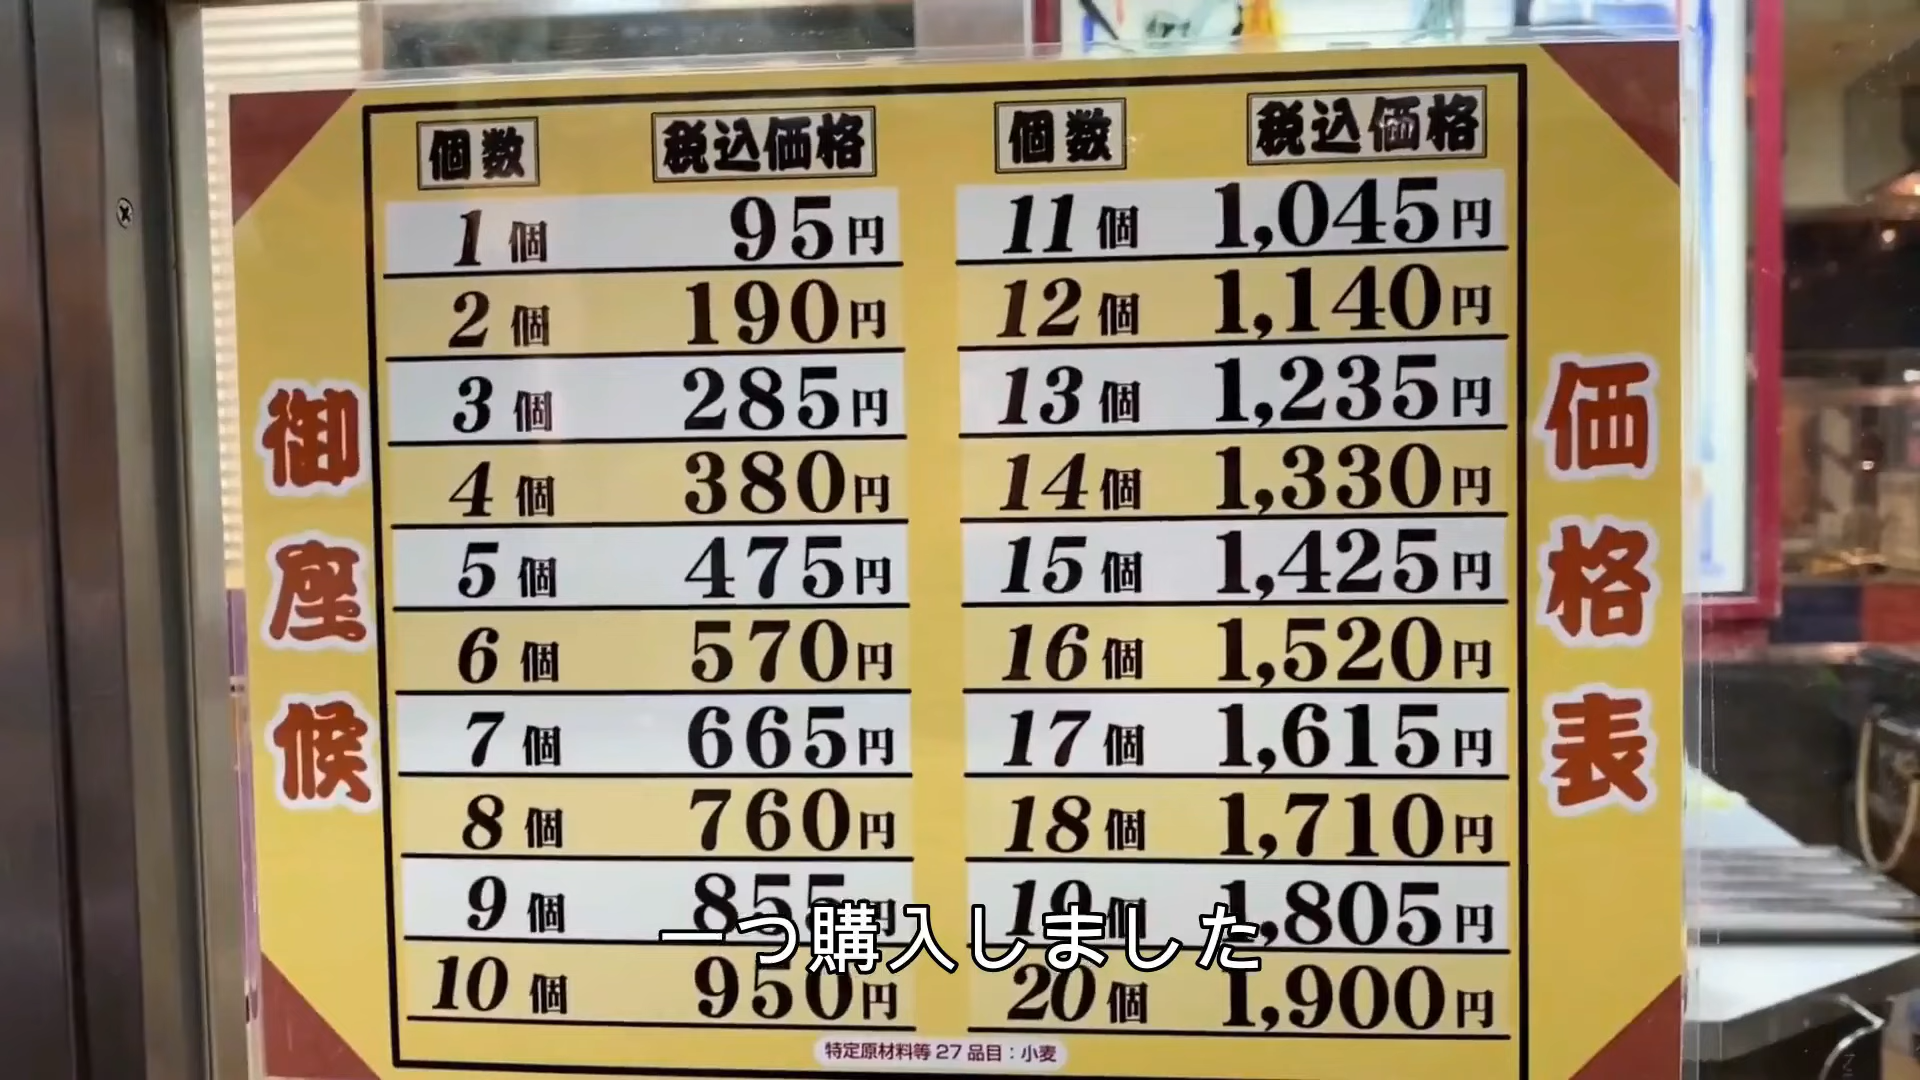 御座候
個数 税込価格
1個 95円
2個 190円
3個 285円
4個 380円
5個 475円
6個 570円
7個 665円
8個 760円
9個 855円
10個 950円
個数 税込価格
11個 1,045円
12個 1,140円
13個 1,235円
14個 1,330円
15個 1,425円
16個 1,520円
17個 1,615円
18個 1,710円
19個 1,805円
20個 1,900円
価格表
特定原材料等27品目：小麦
一つ購入しました